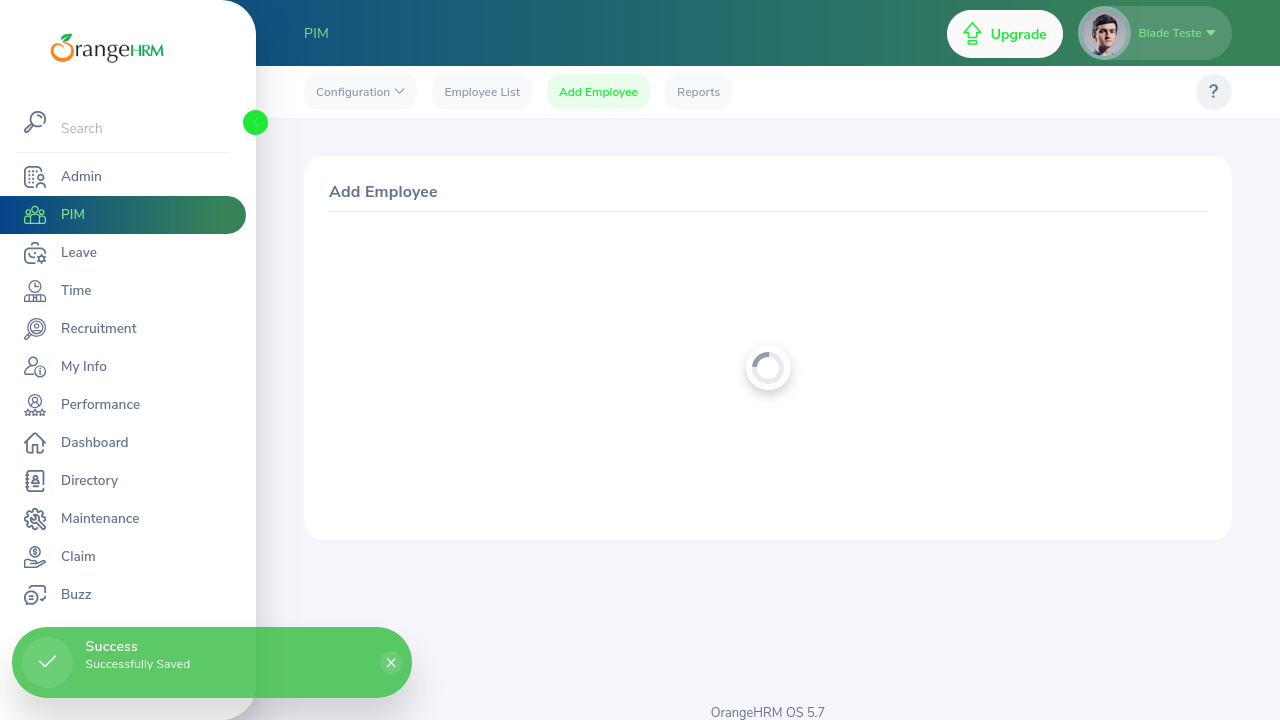 OrangeHRM
PIM
Upgrade
Blade Teste
Configuration
Employee List
Add Employee
Reports
?
Search
Admin
PIM
Leave
Time
Recruitment
My Info
Performance
Dashboard
Directory
Maintenance
Claim
Buzz
Add Employee
Success
Successfully Saved
OrangeHRM OS 5.7